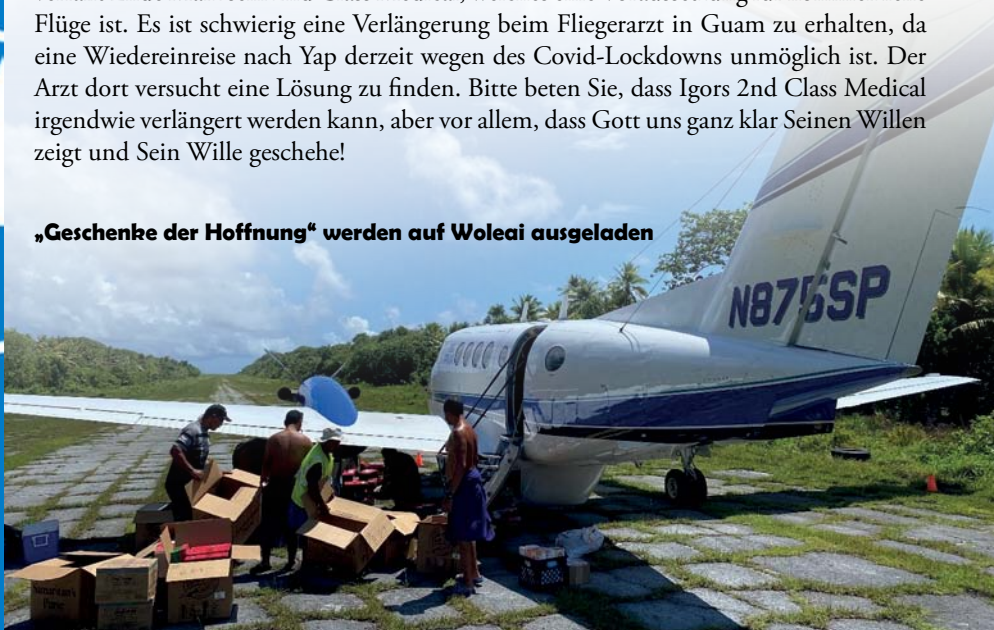 Flüge ist. Es ist schwierig eine Verlängerung beim Fliegerarzt in Guam zu erhalten, da
eine Wiedereinreise nach Yap derzeit wegen des Covid-Lockdowns unmöglich ist. Der
Arzt dort versucht eine Lösung zu finden. Bitte beten Sie, dass Igors 2nd Class Medical
irgendwie verlängert werden kann, aber vor allem, dass Gott uns ganz klar Seinen Willen
zeigt und Sein Wille geschehe!
„Geschenke der Hoffnung“ werden auf Woleai ausgeladen
N875SP
Samaritan's
Purse